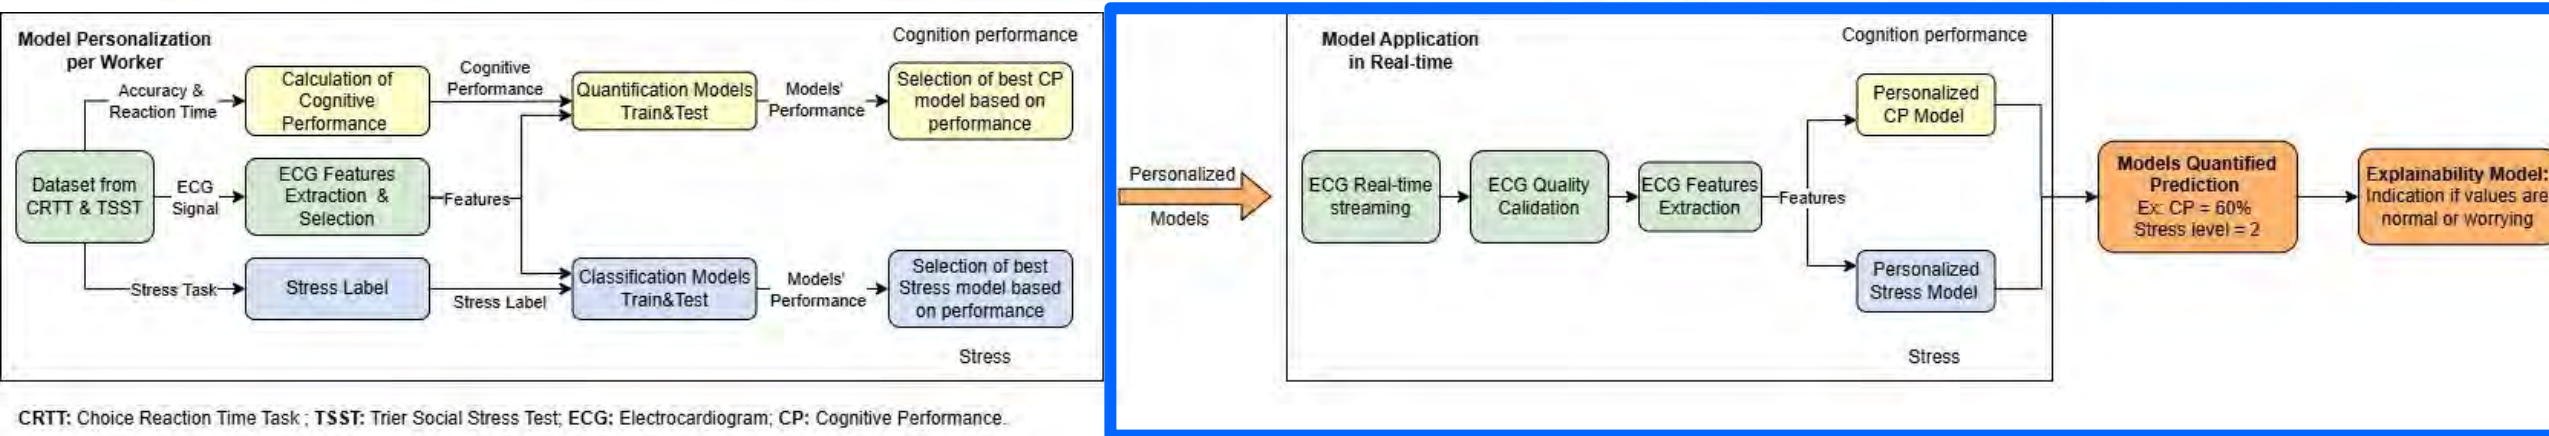 Model Personalization
per Worker
Accuracy &
Reaction Time
Calculation of
Cognitive
Performance
Cognitive
Performance
Quantification Models
Train&Test
Models'
Performance
Cognition performance
Selection of best CP
model based on
performance
Dataset from
CRTT & TSST
ECG
Signal
ECG Features
Extraction &
Selection
Features
Stress Task
Stress Label
Stress Label
Classification Models
Train&Test
Models'
Performance
Selection of best
Stress model based
on performance
Stress
Personalized
Models
Model Application
in Real-time
Cognition performance
ECG Real-time
streaming
ECG Quality
Calidation
ECG Features
Extraction
Features
Personalized
CP Model
Personalized
Stress Model
Stress
Models Quantified
Prediction
Ex: CP = 60%
Stress level = 2
Explainability Model:
Indication if values are
normal or worrying
CRTT: Choice Reaction Time Task ; TSST: Trier Social Stress Test; ECG: Electrocardiogram; CP: Cognitive Performance.